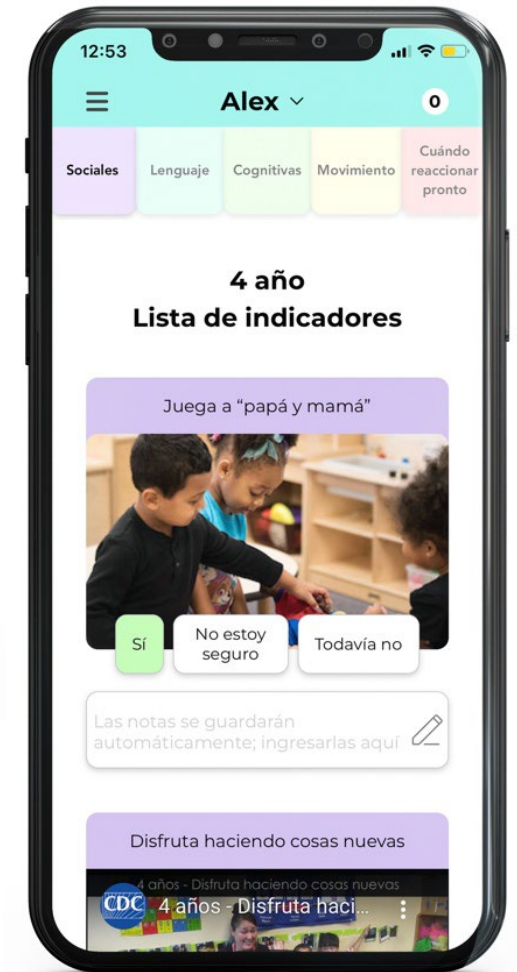 12:53
Alex
0
Sociales
Lenguaje
Cognitivas
Movimiento
Cuándo
reaccionar
pronto
4 año
Lista de indicadores
Juega a “papá y mamá”
Sí
No estoy
seguro
Todavía no
Las notas se guardarán
automáticamente; ingresarlas aquí
Disfruta haciendo cosas nuevas
4 años - Disfruta haciendo cosas nuevas
CDC
4 años - Disfruta haci...